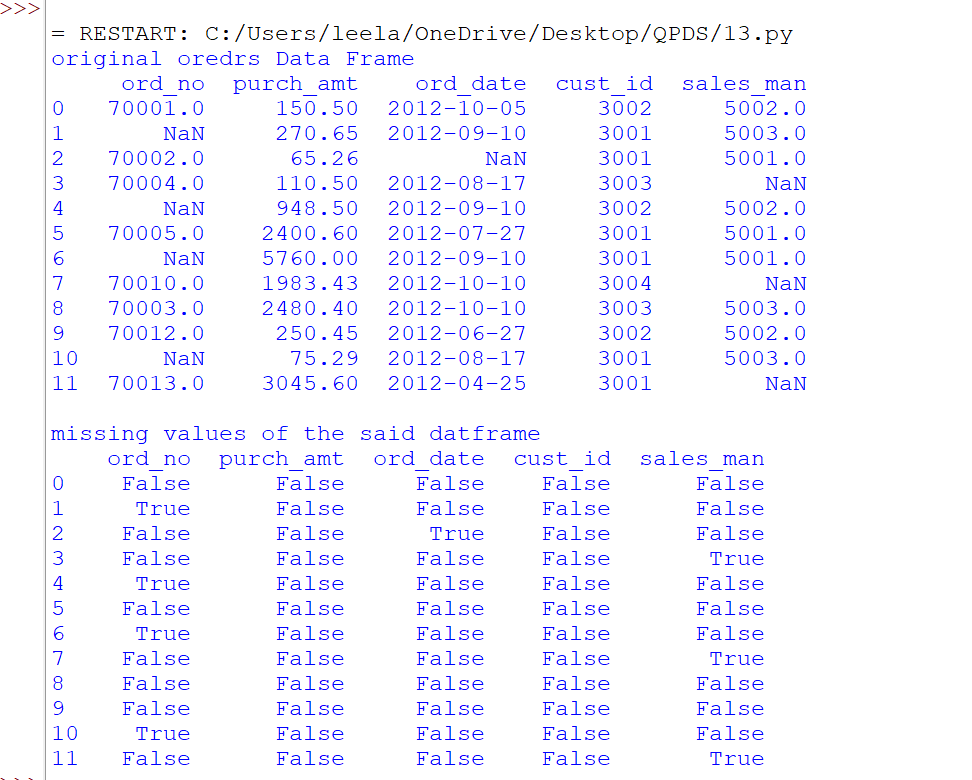 >>>
= RESTART: C:/Users/leela/OneDrive/Desktop/QPDS/13.py
original oredrs Data Frame
     ord_no  purch_amt    ord_date  cust_id  sales_man
0   70001.0     150.50  2012-10-05     3002     5002.0
1       NaN     270.65  2012-09-10     3001     5003.0
2   70002.0      65.26         NaN     3001     5001.0
3   70004.0     110.50  2012-08-17     3003        NaN
4       NaN     948.50  2012-09-10     3002     5002.0
5   70005.0    2400.60  2012-07-27     3001     5001.0
6       NaN    5760.00  2012-09-10     3001     5001.0
7   70010.0    1983.43  2012-10-10     3004        NaN
8   70003.0    2480.40  2012-10-10     3003     5003.0
9   70012.0     250.45  2012-06-27     3002     5002.0
10      NaN      75.29  2012-08-17     3001     5003.0
11  70013.0    3045.60  2012-04-25     3001        NaN
missing values of the said datframe
    ord_no  purch_amt  ord_date  cust_id  sales_man
0    False      False     False    False      False
1     True      False     False    False      False
2    False      False      True    False      False
3    False      False     False    False       True
4     True      False     False    False      False
5    False      False     False    False      False
6     True      False     False    False      False
7    False      False     False    False       True
8    False      False     False    False      False
9    False      False     False    False      False
10    True      False     False    False      False
11   False      False     False    False       True
>>>